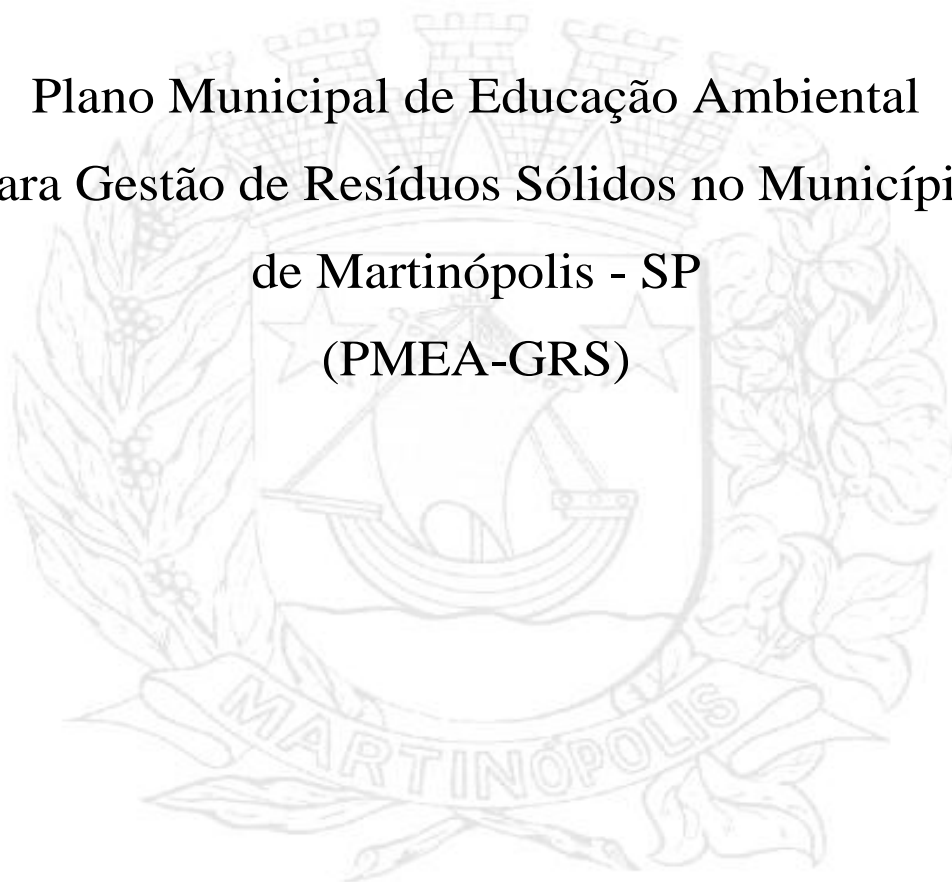 Plano Municipal de Educação Ambiental
ara Gestão de Resíduos Sólidos no Municípi
de Martinópolis - SP
(PMEA-GRS)
MARTINÓPOLIS